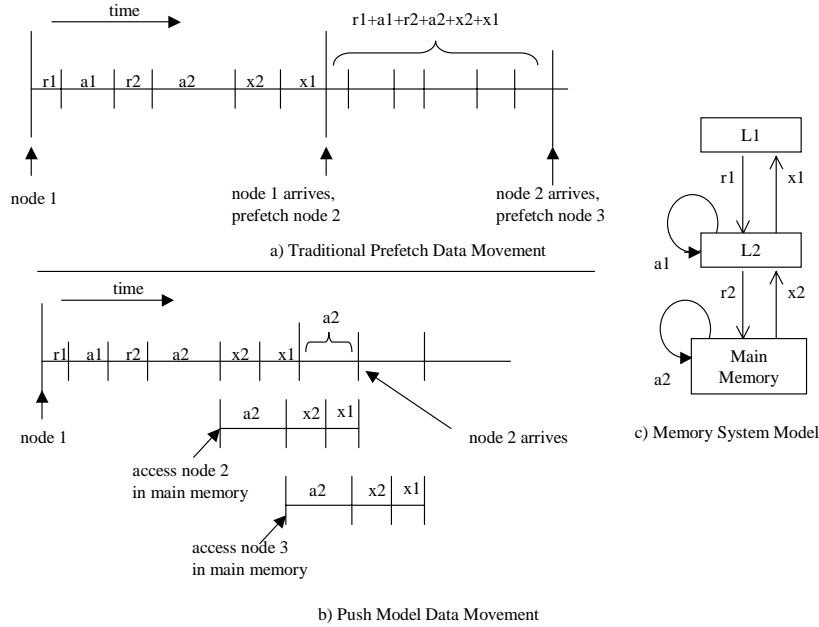 time
r1+a1+r2+a2+x2+x1
r1 a1 r2 a2 x2 x1
node 1
node 1 arrives,
prefetch node 2
node 2 arrives,
prefetch node 3
a) Traditional Prefetch Data Movement
time
a2
r1 a1 r2 a2 x2 x1
node 1
a2 x2 x1
node 2 arrives
access node 2
in main memory
a2 x2 x1
access node 3
in main memory
b) Push Model Data Movement
L1
r1 x1
L2
a1
r2 x2
Main
Memory
a2
c) Memory System Model